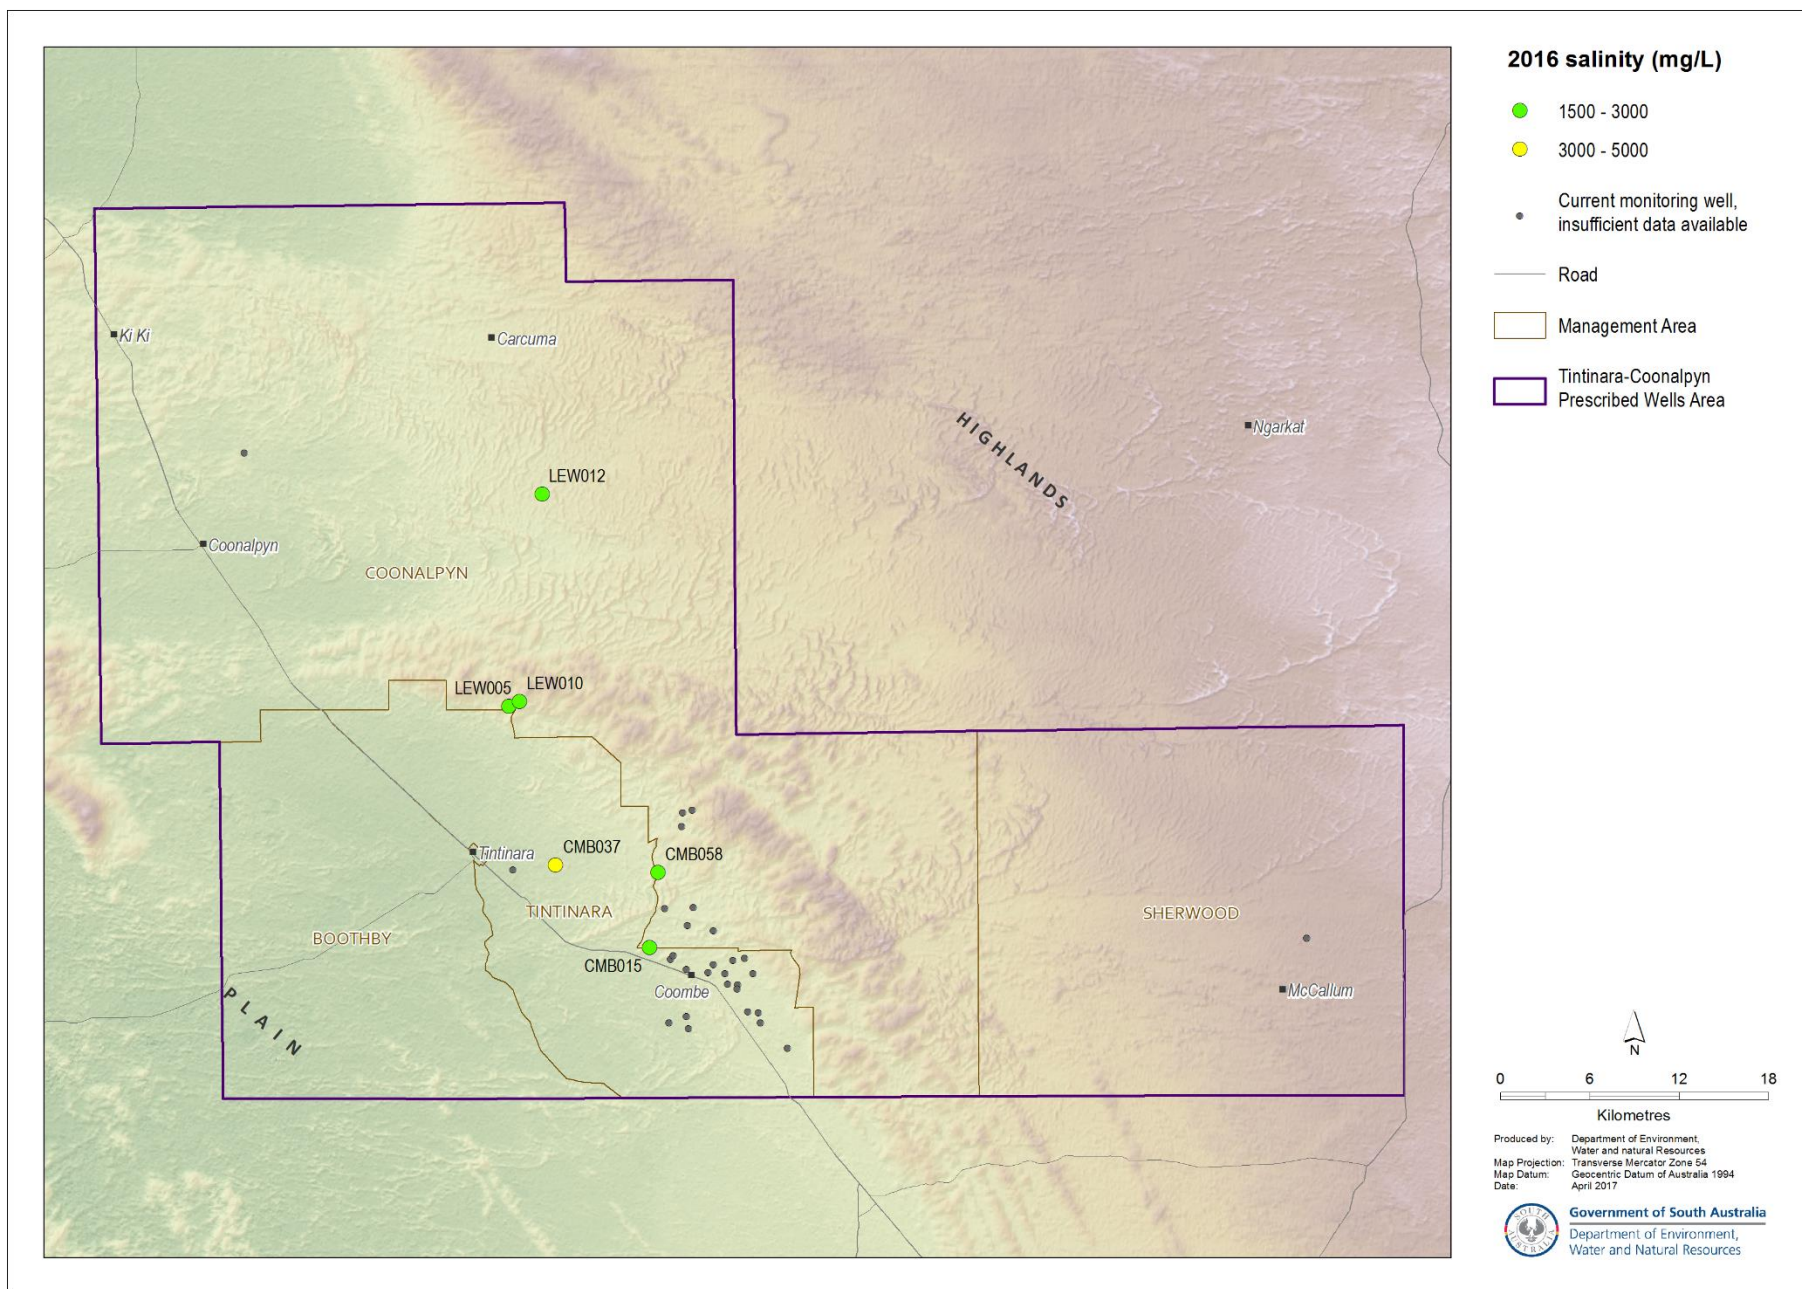 2016 salinity (mg/L)
1500 - 3000
3000 - 5000
Current monitoring well,
insufficient data available
Road
Management Area
Tintinara-Coonalpyn
Prescribed Wells Area
Ki Ki
Carcuma
HIGHLANDS
Ngarkat
LEW012
Coonalpyn
COONALPYN
LEW005
LEW010
Tintinara
CMB037
CMB058
TINTINARA
SHERWOOD
BOOTHBY
CMB015
Coombe
McCallum
PLAIN
N
0 6 12 18
Kilometres
Produced by: Department of Environment,
Water and natural Resources
Map Projection: Transverse Mercator Zone 54
Map Datum: Geocentric Datum of Australia 1994
Date: April 2017
SOUTH AUSTRALIA
Government of South Australia
Department of Environment,
Water and Natural Resources